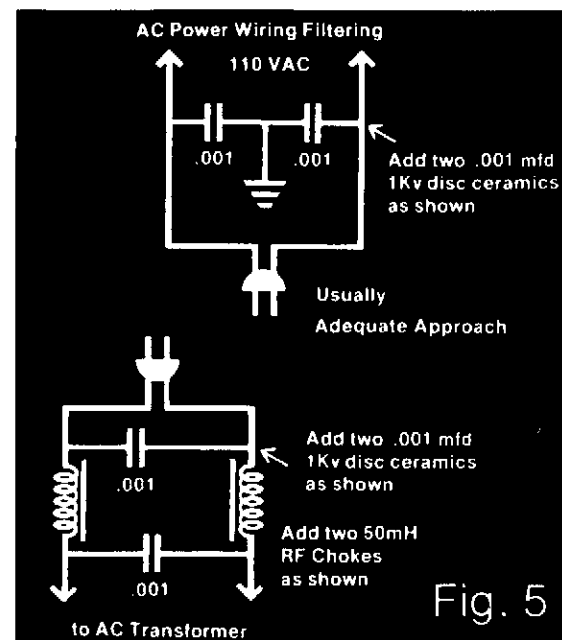 AC Power Wiring Filtering
110 VAC
.001
.001
Add two .001 mfd
1Kv disc ceramics
as shown
Usually
Adequate Approach
.001
Add two .001 mfd
1Kv disc ceramics
as shown
Add two 50mH
RF Chokes
as shown
.001
to AC Transformer
Fig. 5